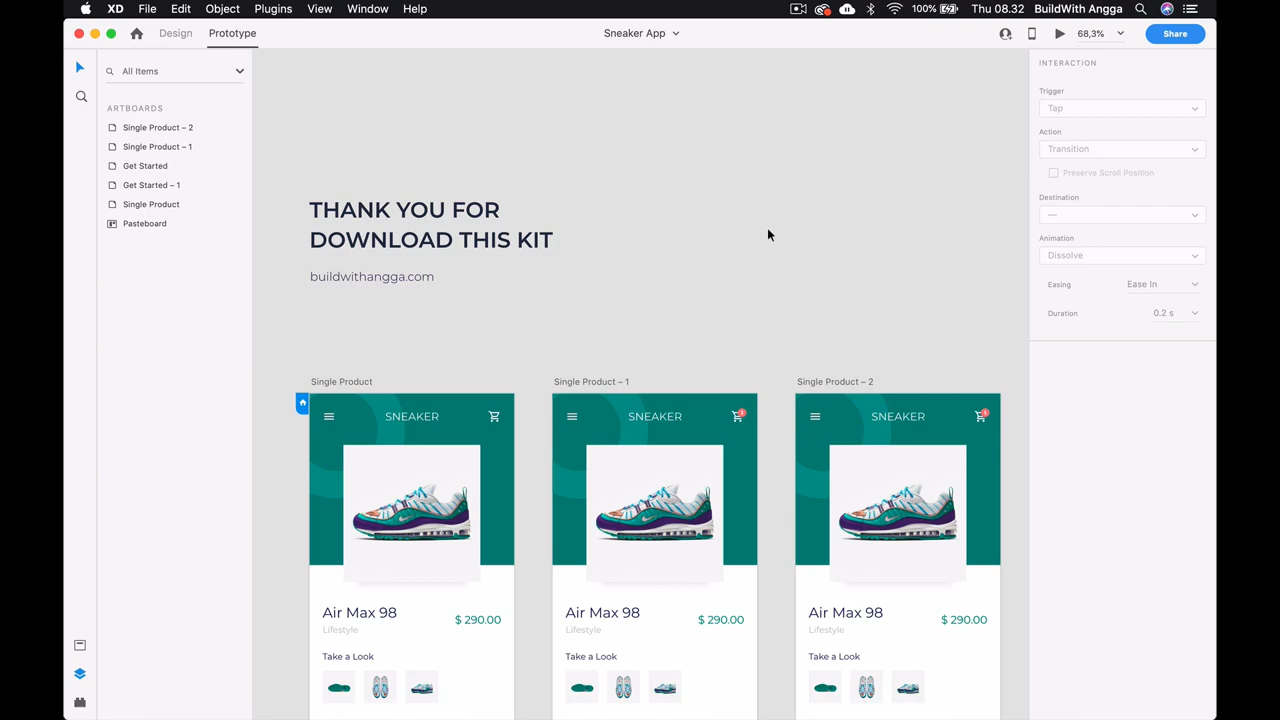 XD File Edit Object Plugins View Window Help 100% Thu 08.32 BuildWith Angga
Design Prototype Sneaker App 68,3% Share
All Items
ARTBOARDS
Single Product – 2
Single Product – 1
Get Started
Get Started – 1
Single Product
Pasteboard
THANK YOU FOR
DOWNLOAD THIS KIT
buildwithangga.com
Single Product
SNEAKER
Air Max 98
$ 290.00
Lifestyle
Take a Look
Single Product – 1
SNEAKER
Air Max 98
$ 290.00
Lifestyle
Take a Look
Single Product – 2
SNEAKER
Air Max 98
$ 290.00
Lifestyle
Take a Look
INTERACTION
Trigger
Tap
Action
Transition
Preserve Scroll Position
Destination
—
Animation
Dissolve
Easing Ease In
Duration 0.2 s